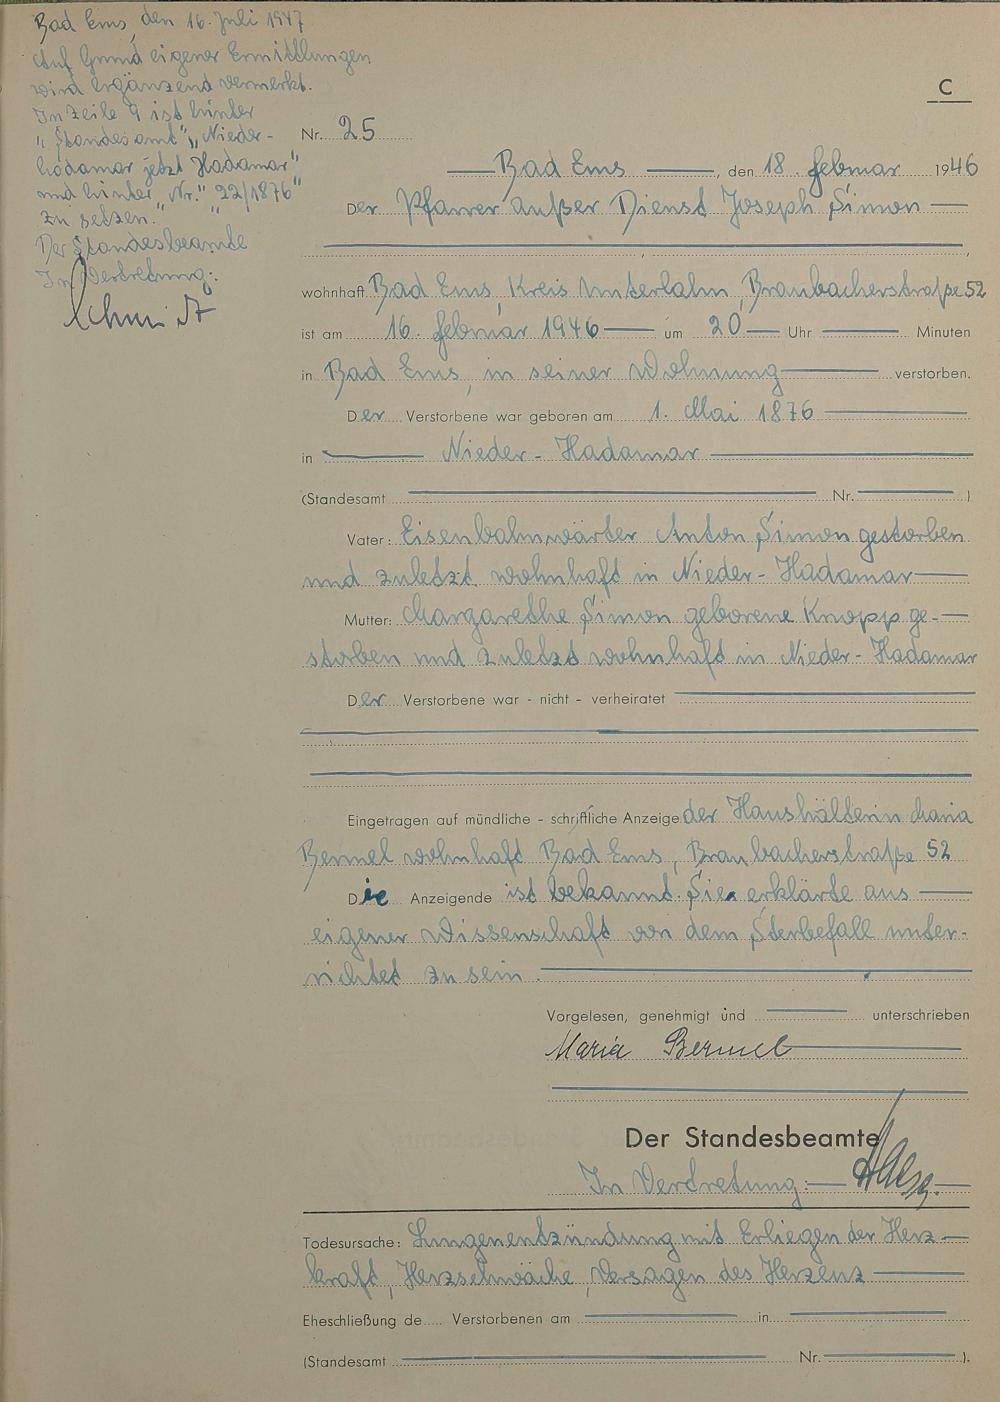 Bad Ems, den 16. Juli 1947
Auf Grund eigener Ermittlungen
wird ergänzend vermerkt.
In Zeile 9 ist hinter
"Standesamt" "Nieder-
hadamar jetzt Hadamar"
und hinter "Nr." 22/1876"
zu setzen.
Der Standesbeamte
In Vertretung:
Schmidt
C
Nr. 25
Bad Ems, den 18. Februar 1946
Der Pfarrer außer Dienst Joseph Simon
wohnhaft Bad Ems, Kreis Unterlahn, Braubacherstraße 52
ist am 16. Februar 1946 um 20 Uhr Minuten
in Bad Ems, in seiner Wohnung verstorben.
Der Verstorbene war geboren am 1. Mai 1876
in Nieder-Hadamar
(Standesamt Nr. )
Vater: Eisenbahnwärter Anton Simon gestorben
und zuletzt wohnhaft in Nieder-Hadamar
Mutter: Margarethe Simon geborene Knopp ge-
storben und zuletzt wohnhaft in Nieder-Hadamar
Der Verstorbene war - nicht - verheiratet
Eingetragen auf mündliche - schriftliche Anzeige der Haushälterin Maria
Bermel wohnhaft Bad Ems, Braubacherstraße 52
Die Anzeigende ist bekannt. Sie erklärte aus
eigener Wissenschaft von dem Sterbefall unter-
richtet zu sein.
Vorgelesen, genehmigt und unterschrieben
Maria Bermel
Der Standesbeamte
In Vertretung:
Todesursache: Lungenentzündung mit Erliegen der Herz-
kraft, Herzschwäche, Versagen des Herzens
Eheschließung de.... Verstorbenen am in
(Standesamt Nr. ).